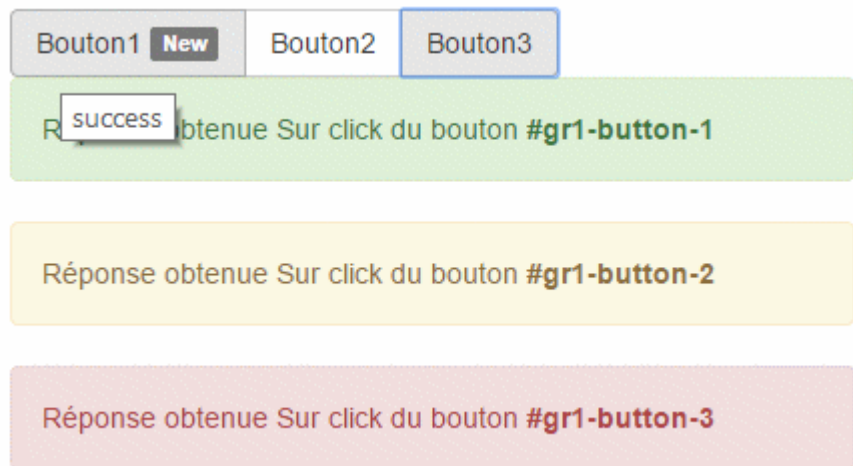 Bouton1 New Bouton2 Bouton3
success
obtenue Sur click du bouton #gr1-button-1
Réponse obtenue Sur click du bouton #gr1-button-2
Réponse obtenue Sur click du bouton #gr1-button-3